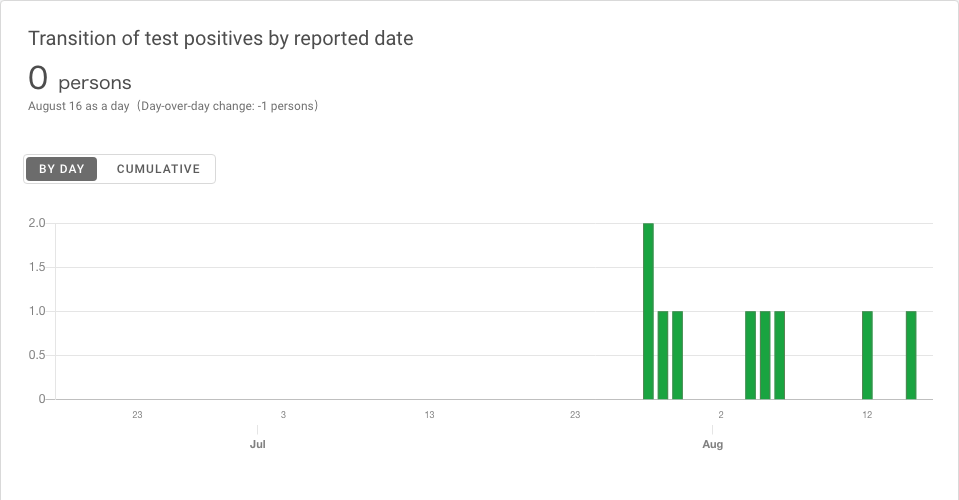 Transition of test positives by reported date
0 persons
August 16 as a day（Day-over-day change: -1 persons）
BY DAY CUMULATIVE
2.0
1.5
1.0
0.5
0
23 3 13 23 2 12
Jul Aug